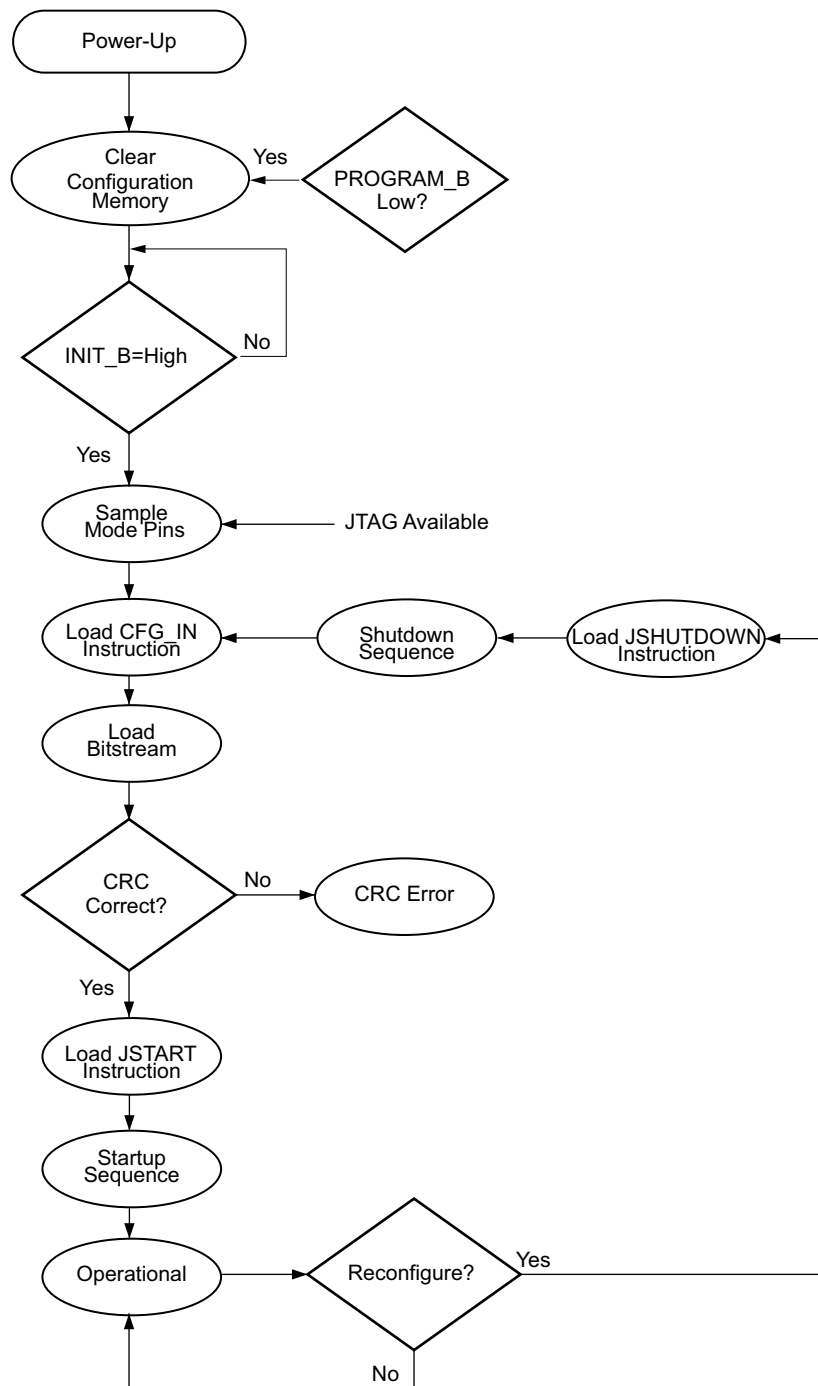 Power-Up
Clear
Configuration
Memory
Yes
PROGRAM_B
Low?
INIT_B=High
No
Yes
Sample
Mode Pins
JTAG Available
Load CFG_IN
Instruction
Shutdown
Sequence
Load JSHUTDOWN
Instruction
Load
Bitstream
CRC
Correct?
No
CRC Error
Yes
Load JSTART
Instruction
Startup
Sequence
Operational
Reconfigure?
Yes
No